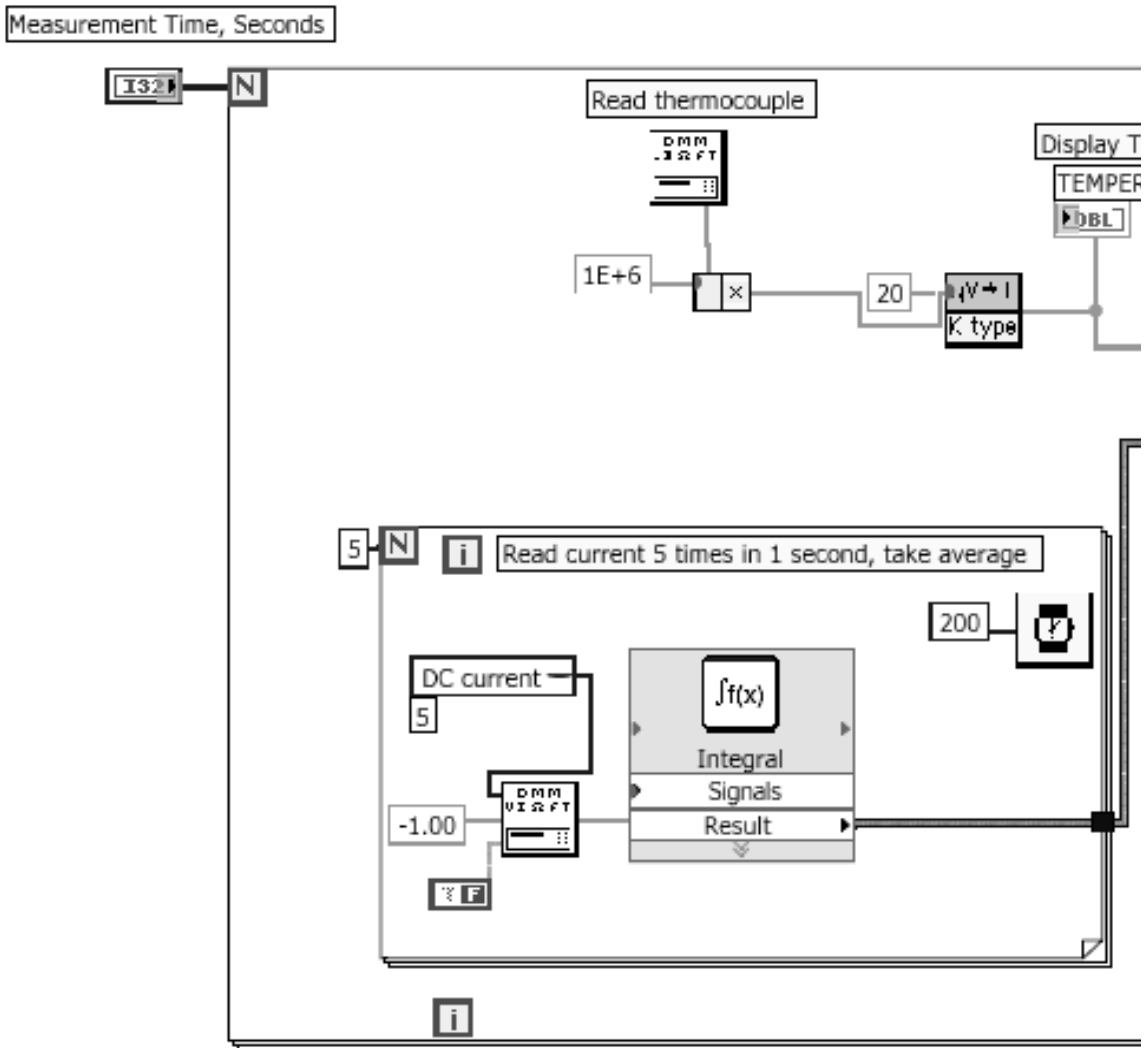 Measurement Time, Seconds
I32
N
Read thermocouple
DMM
Display T
TEMPER
DBL
1E+6
×
20
K type
5
N
i
Read current 5 times in 1 second, take average
200
DC current
5
∫f(x)
Integral
Signals
Result
DMM
VIΩFT
-1.00
F
i